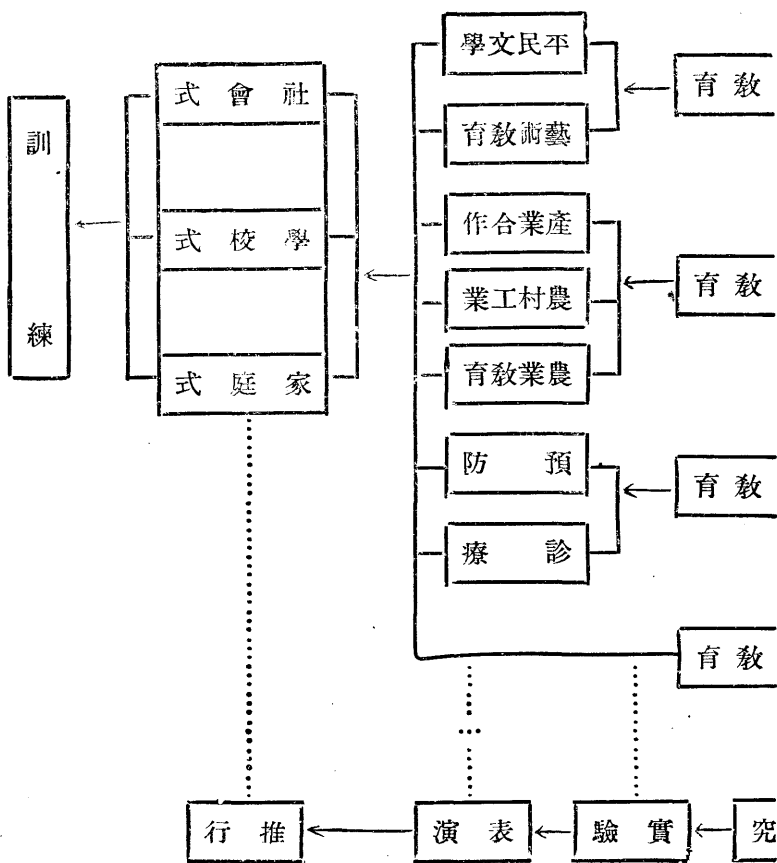 教育
教育
教育
教育
平民文學
藝術教育
產業合作
農村工業
農業教育
預防
診療
社會式
學校式
家庭式
訓練
究
實驗
表演
推行